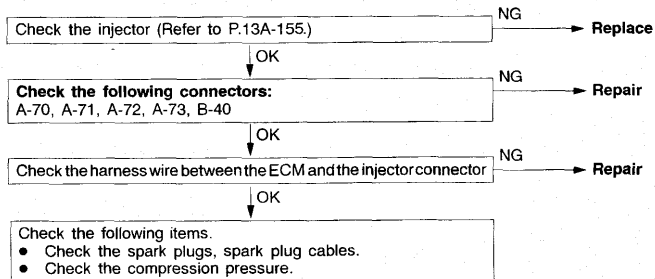 NG
Check the injector (Refer to P.13A-155.)
Replace
OK
NG
Check the following connectors:
A-70, A-71, A-72, A-73, B-40
Repair
OK
NG
Check the harness wire between the ECM and the injector connector
Repair
OK
Check the following items.
● Check the spark plugs, spark plug cables.
● Check the compression pressure.